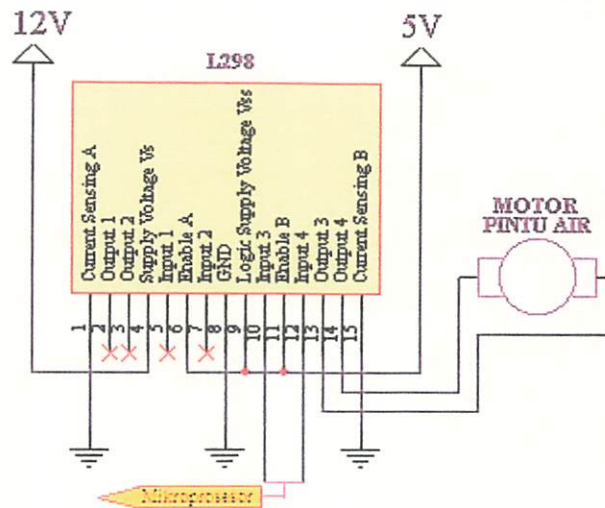 12V
5V
L298
Current Sensing A
Output 1
Output 2
Supply Voltage Vs
Input 1
Enable A
Input 2
GND
Logic Supply Voltage Vss
Input 3
Enable B
Input 4
Output 3
Output 4
Current Sensing B
MOTOR
PINTU AIR
1
2
3
4
5
6
7
8
9
10
11
12
13
14
15
Mikroprosesor